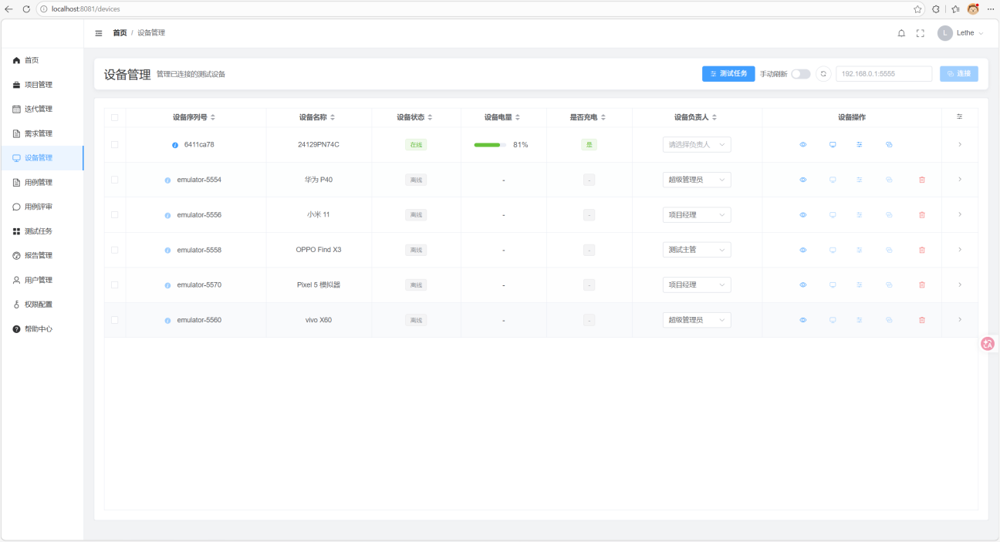 localhost:8081/devices
首页 / 设备管理
L Lethe
首页
项目管理
迭代管理
需求管理
设备管理
用例管理
用例评审
测试任务
报告管理
用户管理
权限配置
帮助中心
设备管理 管理已连接的测试设备 测试任务 手动刷新 192.168.0.1:5555 连接
设备序列号 设备名称 设备状态 设备电量 是否充电 设备负责人 设备操作
6411ca78 24129PN74C 在线 81% 是 请选择负责人
emulator-5554 华为 P40 离线 - - 超级管理员
emulator-5556 小米 11 离线 - - 项目经理
emulator-5558 OPPO Find X3 离线 - - 测试主管
emulator-5570 Pixel 5 模拟器 离线 - - 项目经理
emulator-5560 vivo X60 离线 - - 超级管理员